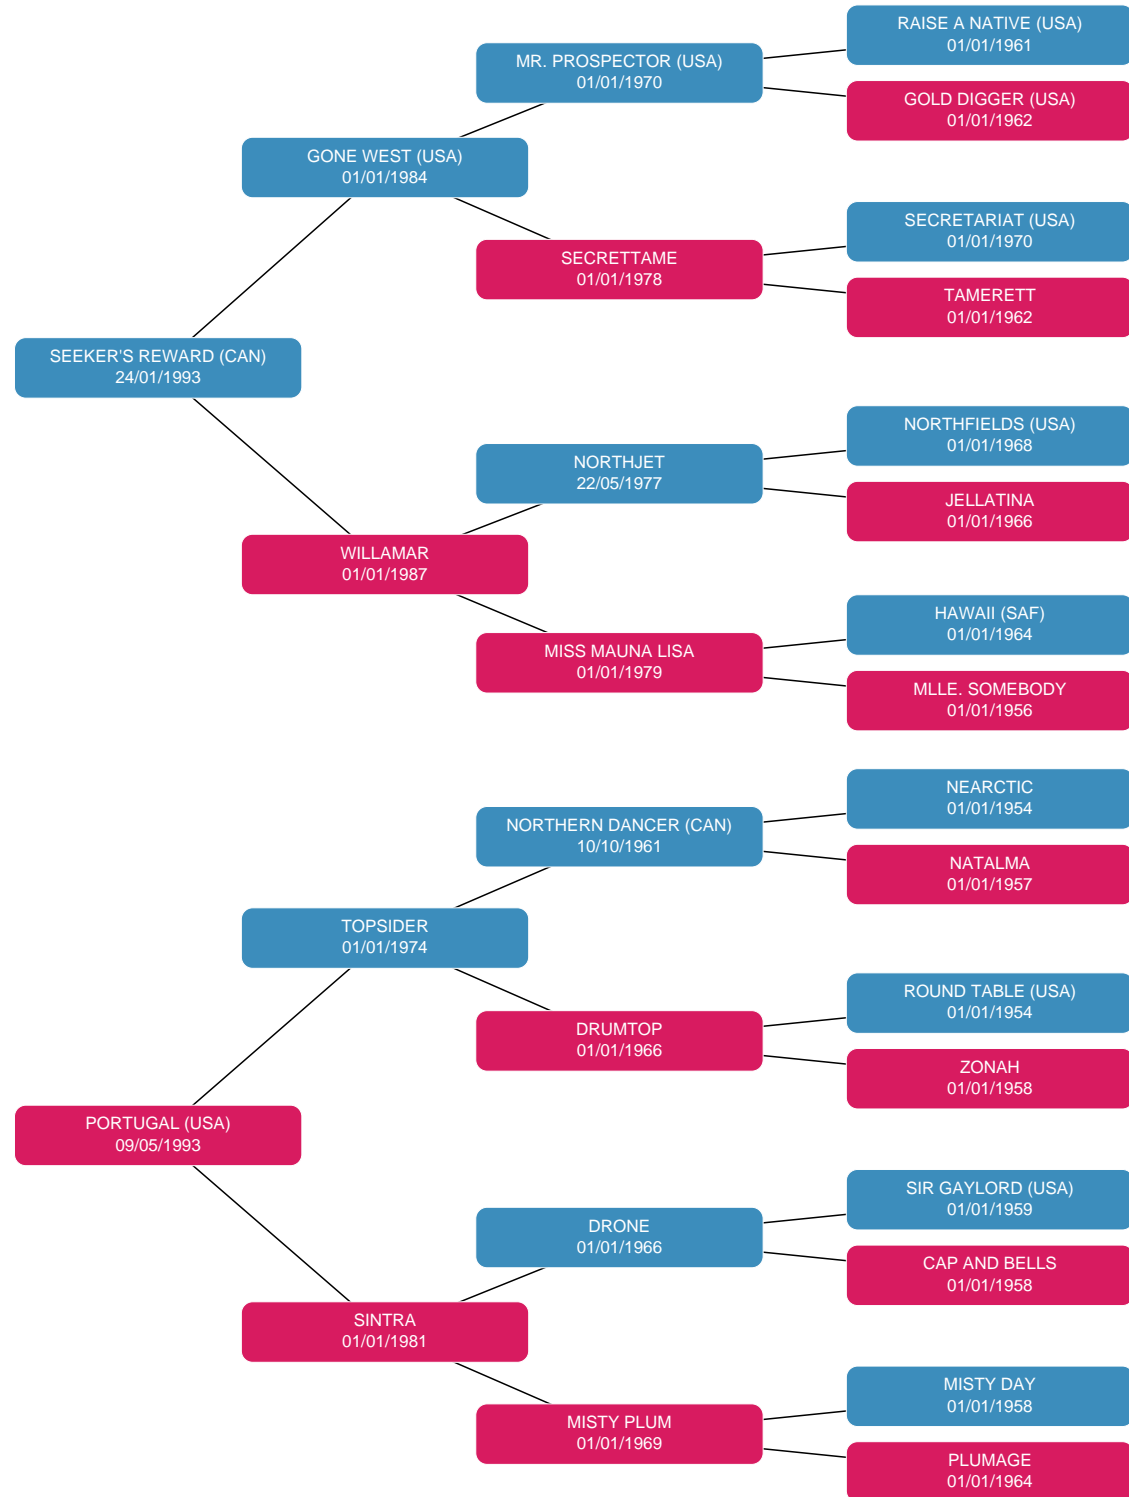 RAISE A NATIVE (USA)
01/01/1961
MR. PROSPECTOR (USA)
01/01/1970
GOLD DIGGER (USA)
01/01/1962
GONE WEST (USA)
01/01/1984
SECRETARIAT (USA)
01/01/1970
SECRETTAME
01/01/1978
TAMERETT
01/01/1962
SEEKER'S REWARD (CAN)
24/01/1993
NORTHFIELDS (USA)
01/01/1968
NORTHJET
22/05/1977
JELLATINA
01/01/1966
WILLAMAR
01/01/1987
HAWAII (SAF)
01/01/1964
MISS MAUNA LISA
01/01/1979
MLLE. SOMEBODY
01/01/1956
NEARCTIC
01/01/1954
NORTHERN DANCER (CAN)
10/10/1961
NATALMA
01/01/1957
TOPSIDER
01/01/1974
ROUND TABLE (USA)
01/01/1954
DRUMTOP
01/01/1966
ZONAH
01/01/1958
PORTUGAL (USA)
09/05/1993
SIR GAYLORD (USA)
01/01/1959
DRONE
01/01/1966
CAP AND BELLS
01/01/1958
SINTRA
01/01/1981
MISTY DAY
01/01/1958
MISTY PLUM
01/01/1969
PLUMAGE
01/01/1964